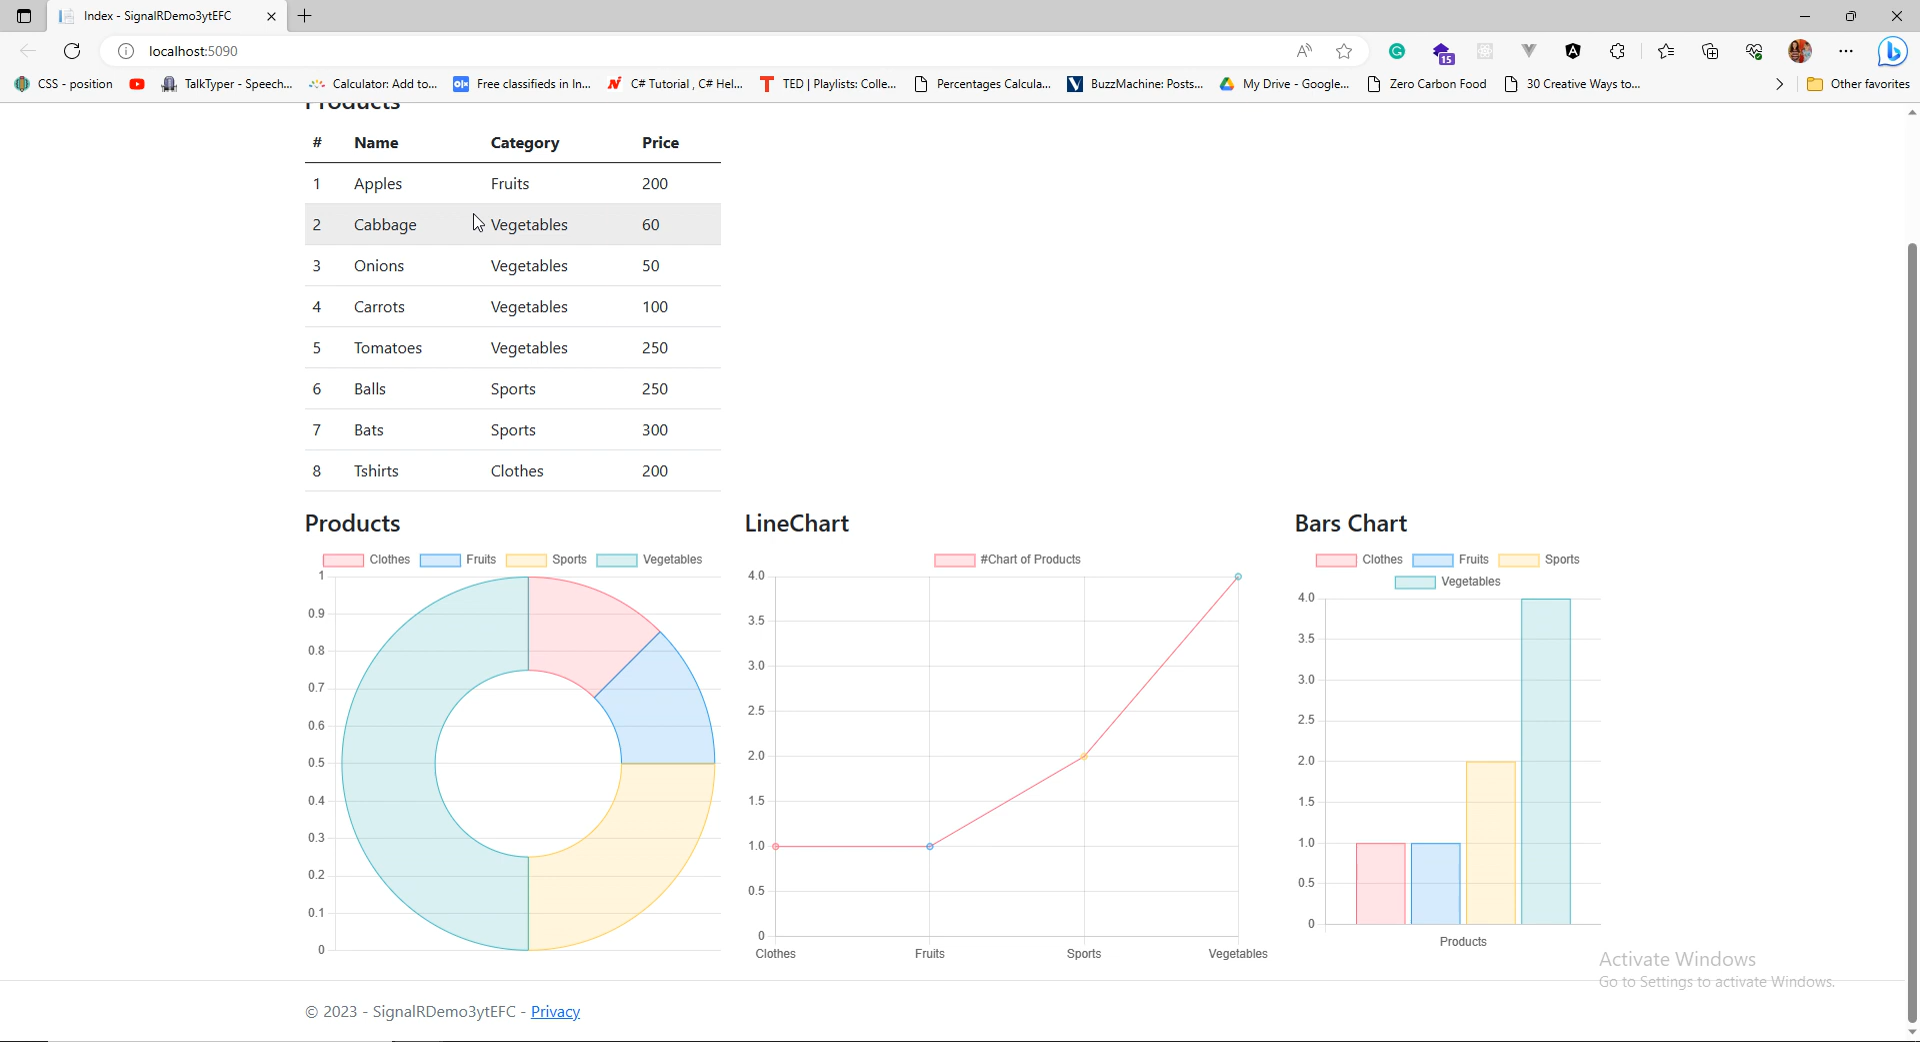 Index - SignalRDemo3ytEFC
localhost:5090
15
CSS - position
TalkTyper - Speech...
Calculator: Add to...
olx Free classifieds in In...
C# Tutorial , C# Hel...
TED | Playlists: Colle...
Percentages Calcula...
BuzzMachine: Posts...
My Drive - Google...
Zero Carbon Food
30 Creative Ways to...
Other favorites
Products
# Name Category Price
1 Apples Fruits 200
2 Cabbage Vegetables 60
3 Onions Vegetables 50
4 Carrots Vegetables 100
5 Tomatoes Vegetables 250
6 Balls Sports 250
7 Bats Sports 300
8 Tshirts Clothes 200
Products
Clothes Fruits Sports Vegetables
1
0.9
0.8
0.7
0.6
0.5
0.4
0.3
0.2
0.1
0
LineChart
#Chart of Products
4.0
3.5
3.0
2.5
2.0
1.5
1.0
0.5
0
Clothes Fruits Sports Vegetables
Bars Chart
Clothes Fruits Sports
Vegetables
4.0
3.5
3.0
2.5
2.0
1.5
1.0
0.5
0
Products
Activate Windows
Go to Settings to activate Windows.
© 2023 - SignalRDemo3ytEFC - Privacy